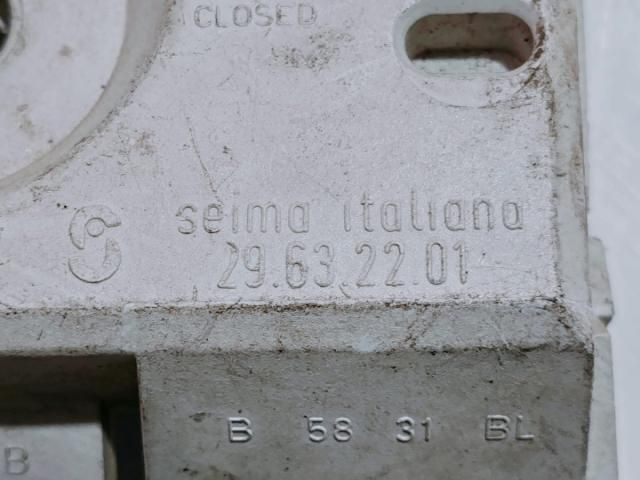 CLOSED
seima italiana
29.63.22.01
B 58 31 BL
B